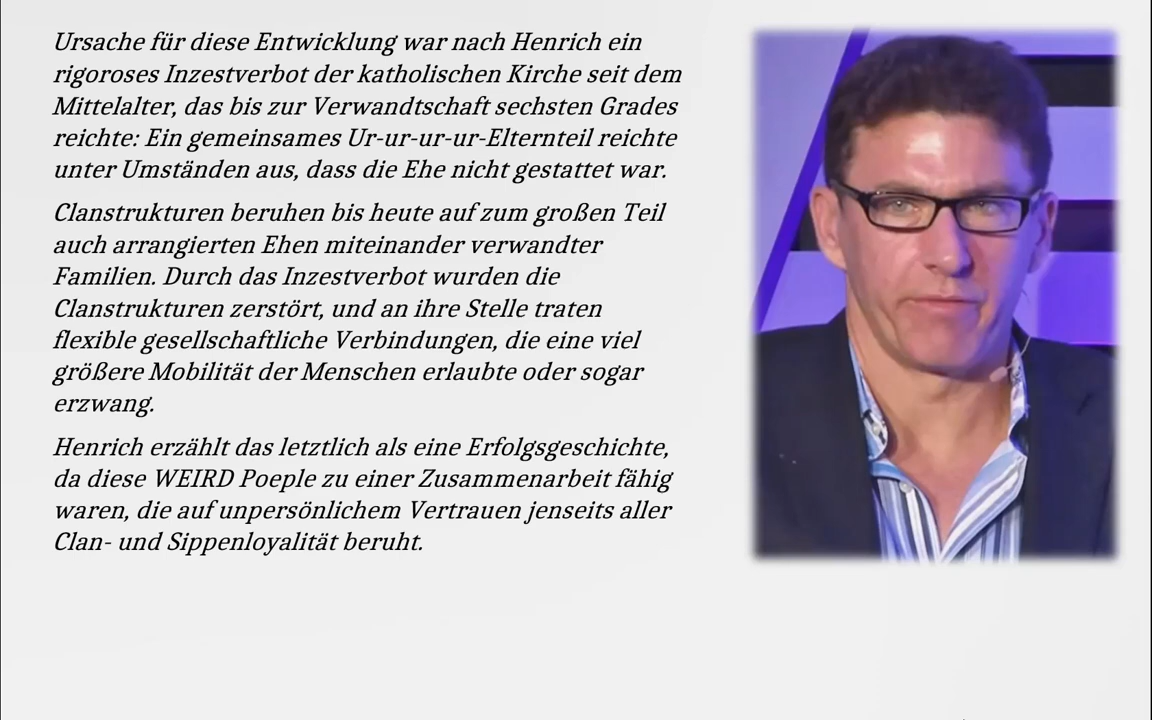 Ursache für diese Entwicklung war nach Henrich ein
rigoroses Inzestverbot der katholischen Kirche seit dem
Mittelalter, das bis zur Verwandtschaft sechsten Grades
reichte: Ein gemeinsames Ur-ur-ur-ur-Elternteil reichte
unter Umständen aus, dass die Ehe nicht gestattet war.
Clanstrukturen beruhen bis heute auf zum großen Teil
auch arrangierten Ehen miteinander verwandter
Familien. Durch das Inzestverbot wurden die
Clanstrukturen zerstört, und an ihre Stelle traten
flexible gesellschaftliche Verbindungen, die eine viel
größere Mobilität der Menschen erlaubte oder sogar
erzwang.
Henrich erzählt das letztlich als eine Erfolgsgeschichte,
da diese WEIRD Poeple zu einer Zusammenarbeit fähig
waren, die auf unpersönlichem Vertrauen jenseits aller
Clan- und Sippenloyalität beruht.